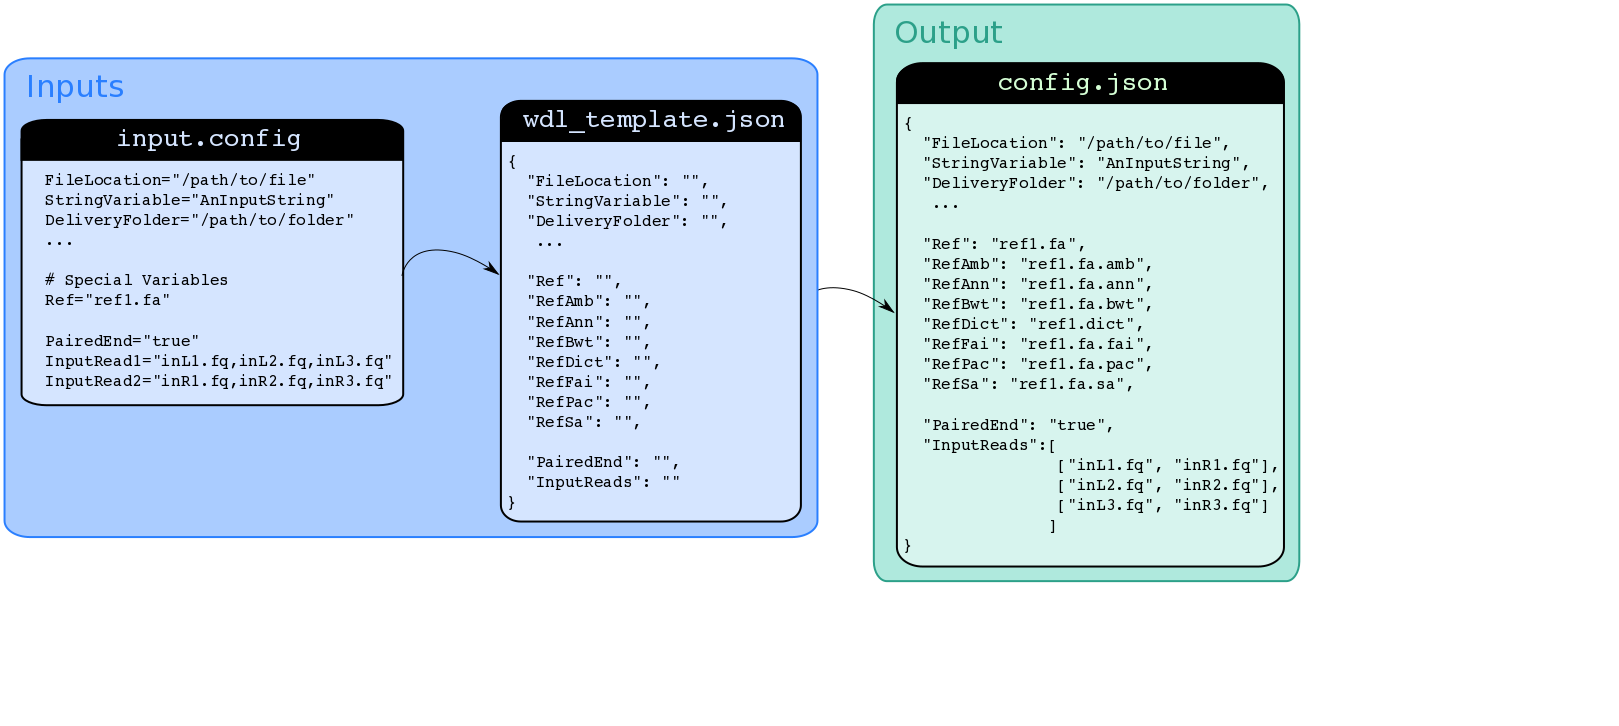 Inputs
input.config
FileLocation="/path/to/file"
StringVariable="AnInputString"
DeliveryFolder="/path/to/folder"
...
# Special Variables
Ref="ref1.fa"
PairedEnd="true"
InputRead1="inL1.fq,inL2.fq,inL3.fq"
InputRead2="inR1.fq,inR2.fq,inR3.fq"
wdl_template.json
{
"FileLocation": "",
"StringVariable": "",
"DeliveryFolder": "",
...
"Ref": "",
"RefAmb": "",
"RefAnn": "",
"RefBwt": "",
"RefDict": "",
"RefFai": "",
"RefPac": "",
"RefSa": "",
"PairedEnd": "",
"InputReads": ""
}
Output
config.json
{
"FileLocation": "/path/to/file",
"StringVariable": "AnInputString",
"DeliveryFolder": "/path/to/folder",
...
"Ref": "ref1.fa",
"RefAmb": "ref1.fa.amb",
"RefAnn": "ref1.fa.ann",
"RefBwt": "ref1.fa.bwt",
"RefDict": "ref1.dict",
"RefFai": "ref1.fa.fai",
"RefPac": "ref1.fa.pac",
"RefSa": "ref1.fa.sa",
"PairedEnd": "true",
"InputReads":[
["inL1.fq", "inR1.fq"],
["inL2.fq", "inR2.fq"],
["inL3.fq", "inR3.fq"]
]
}